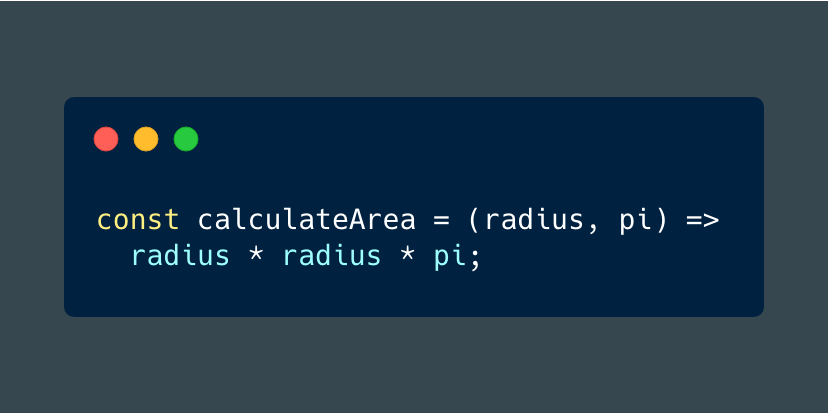 const calculateArea = (radius, pi) =>
  radius * radius * pi;